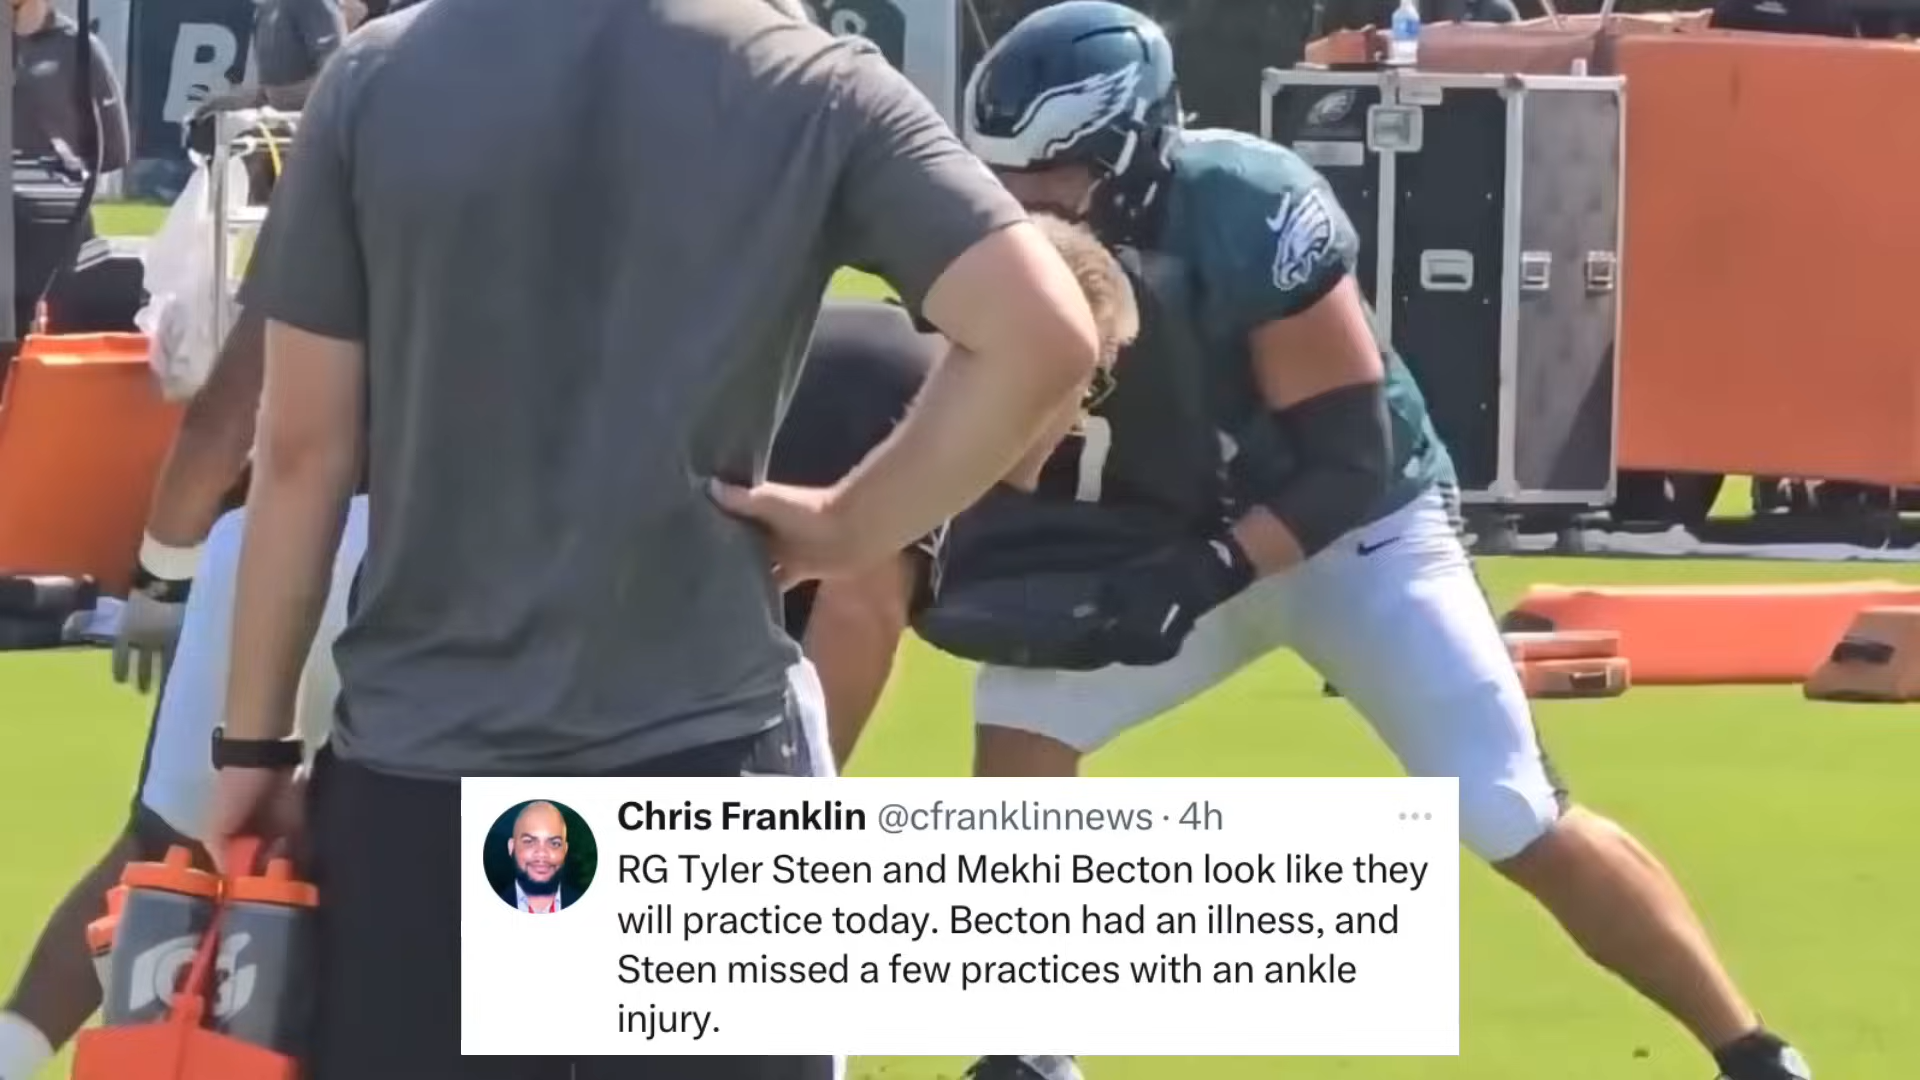 B
Chris Franklin @cfranklinnews · 4h
RG Tyler Steen and Mekhi Becton look like they
will practice today. Becton had an illness, and
Steen missed a few practices with an ankle
injury.